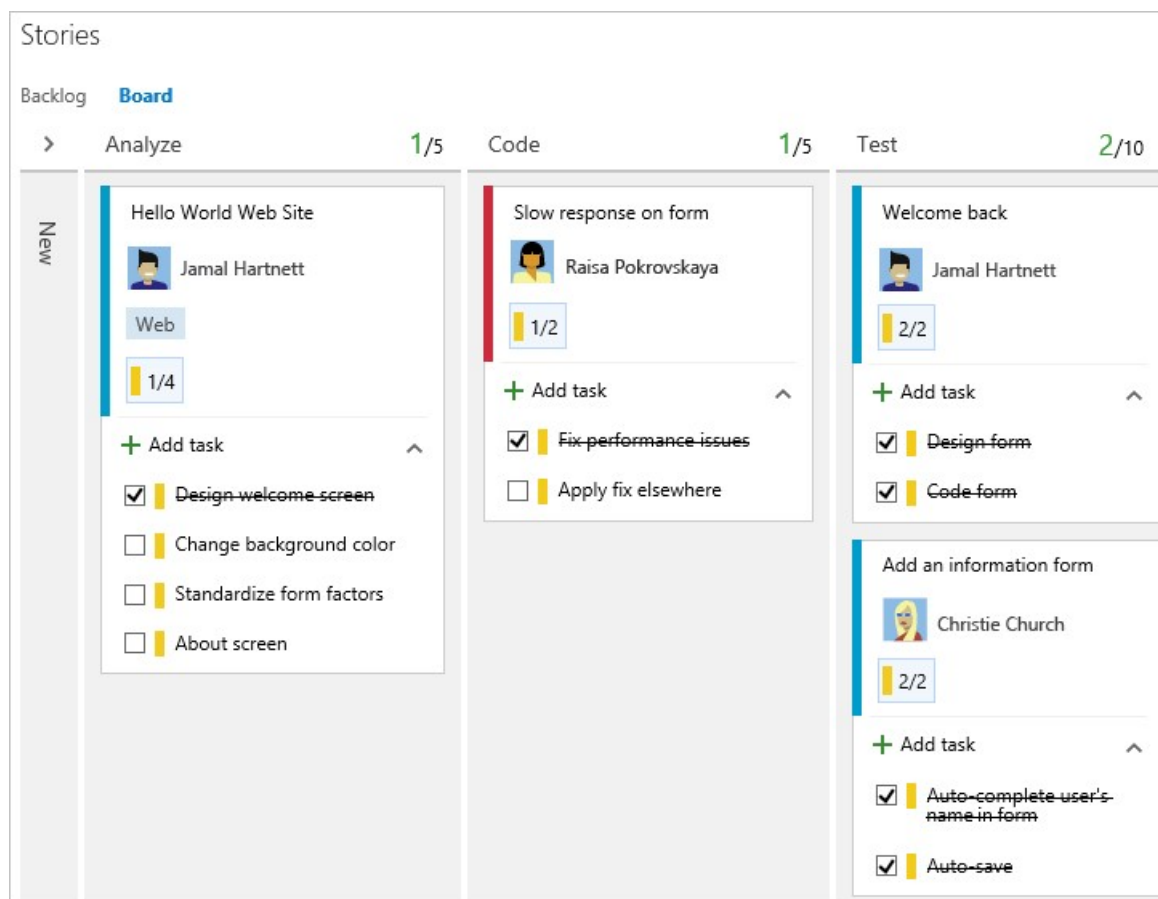 Stories
Backlog Board
Analyze 1/5
Code 1/5
Test 2/10
New
Hello World Web Site
Jamal Hartnett
Web
1/4
Add task
Design welcome screen
Change background color
Standardize form factors
About screen
Slow response on form
Raisa Pokrovskaya
1/2
Add task
Fix performance issues
Apply fix elsewhere
Welcome back
Jamal Hartnett
2/2
Add task
Design form
Code form
Add an information form
Christie Church
2/2
Add task
Auto-complete user's
name in form
Auto-save